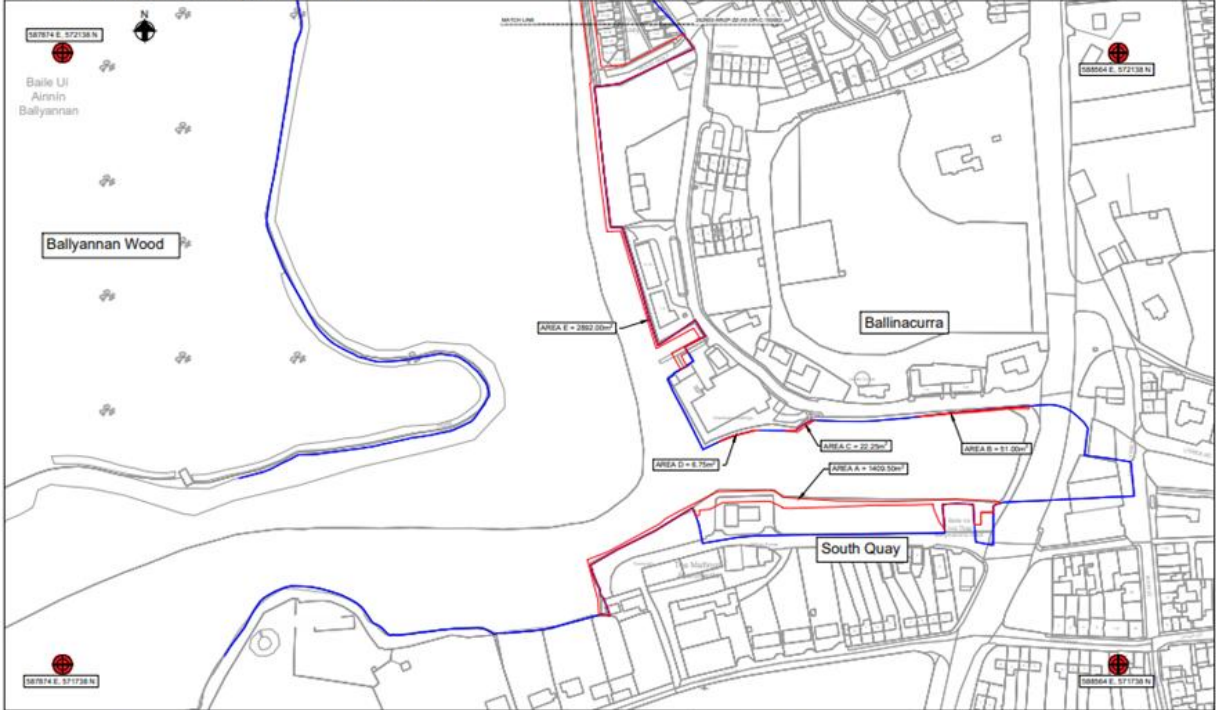 N
MATCH LINE
587874 E, 572138 N
588564 E, 572138 N
Baile Uí
Ainnín
Ballyannan
Ballyannan Wood
Ballinacurra
AREA E = 2892.00m²
AREA C = 22.25m²
AREA B = 51.00m²
AREA D = 6.75m²
AREA A = 1409.50m²
South Quay
587874 E, 571738 N
588564 E, 571738 N